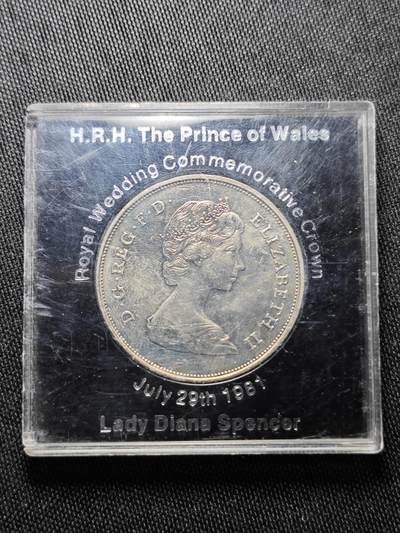 H.R.H. The Prince of Wales
Royal Wedding Commemorative Crown
D·G·REG·F·D· ELIZABETH II
July 29th 1981
Lady Diana Spencer